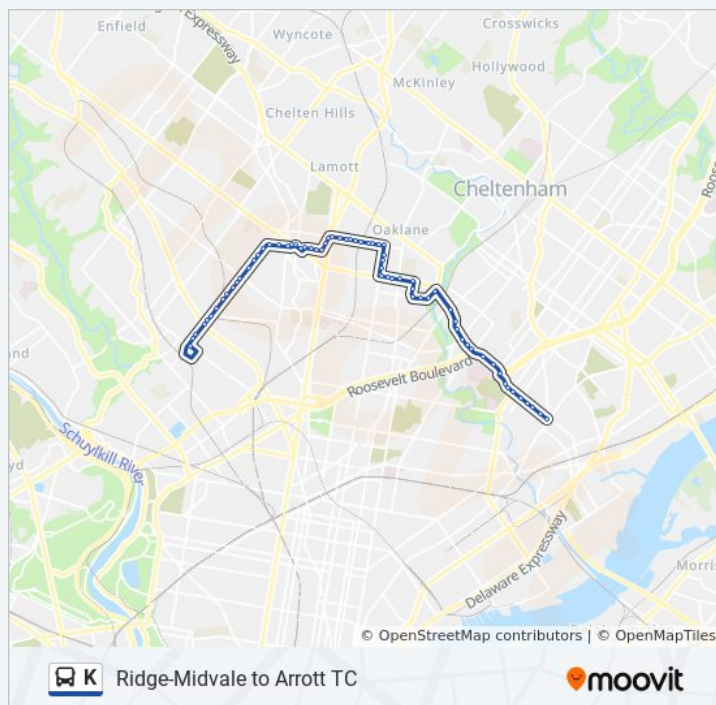 Enfield
Expressway
Wyncote
Crosswicks
Hollywood
McKinley
Chelten Hills
Lamott
Cheltenham
Oaklane
Roosevelt Boulevard
Schuylkill River
Delaware Expressway
© OpenStreetMap contributors | © OpenMapTiles
K Ridge-Midvale to Arrott TC
moovit